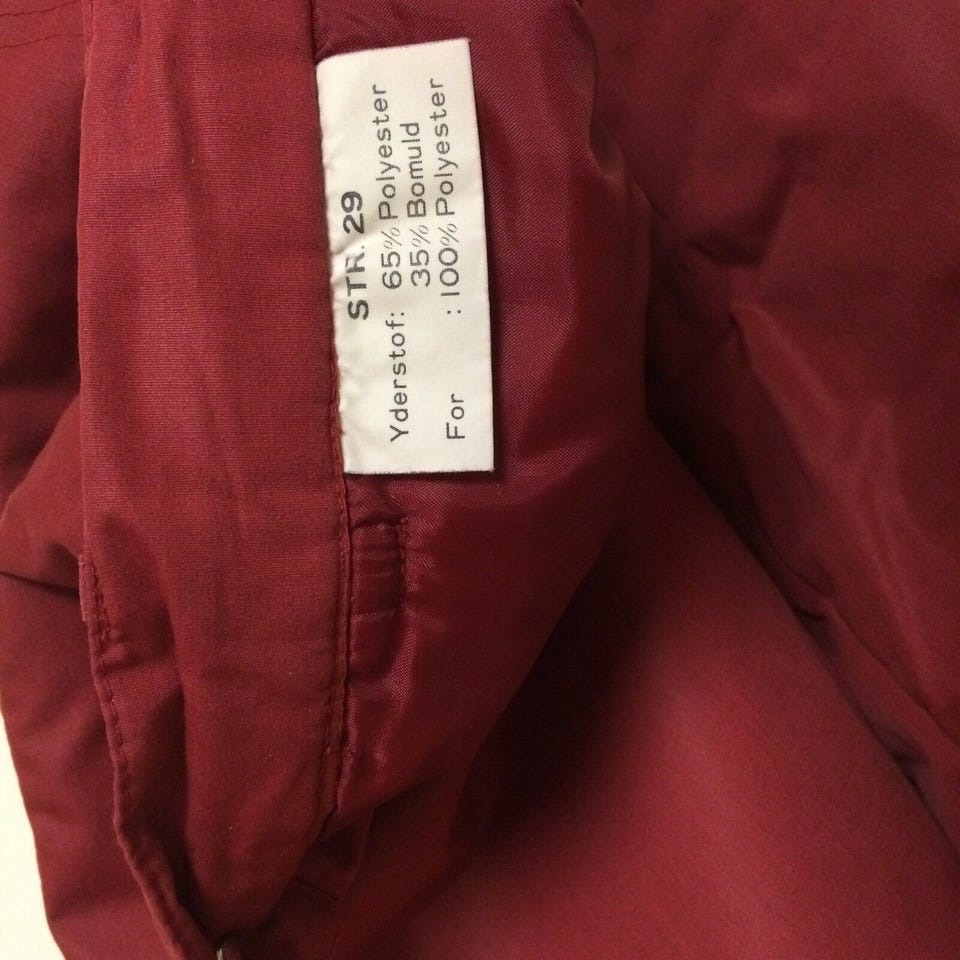 STR. 29
Yderstof: 65% Polyester
35% Bomuld
For : 100% Polyester